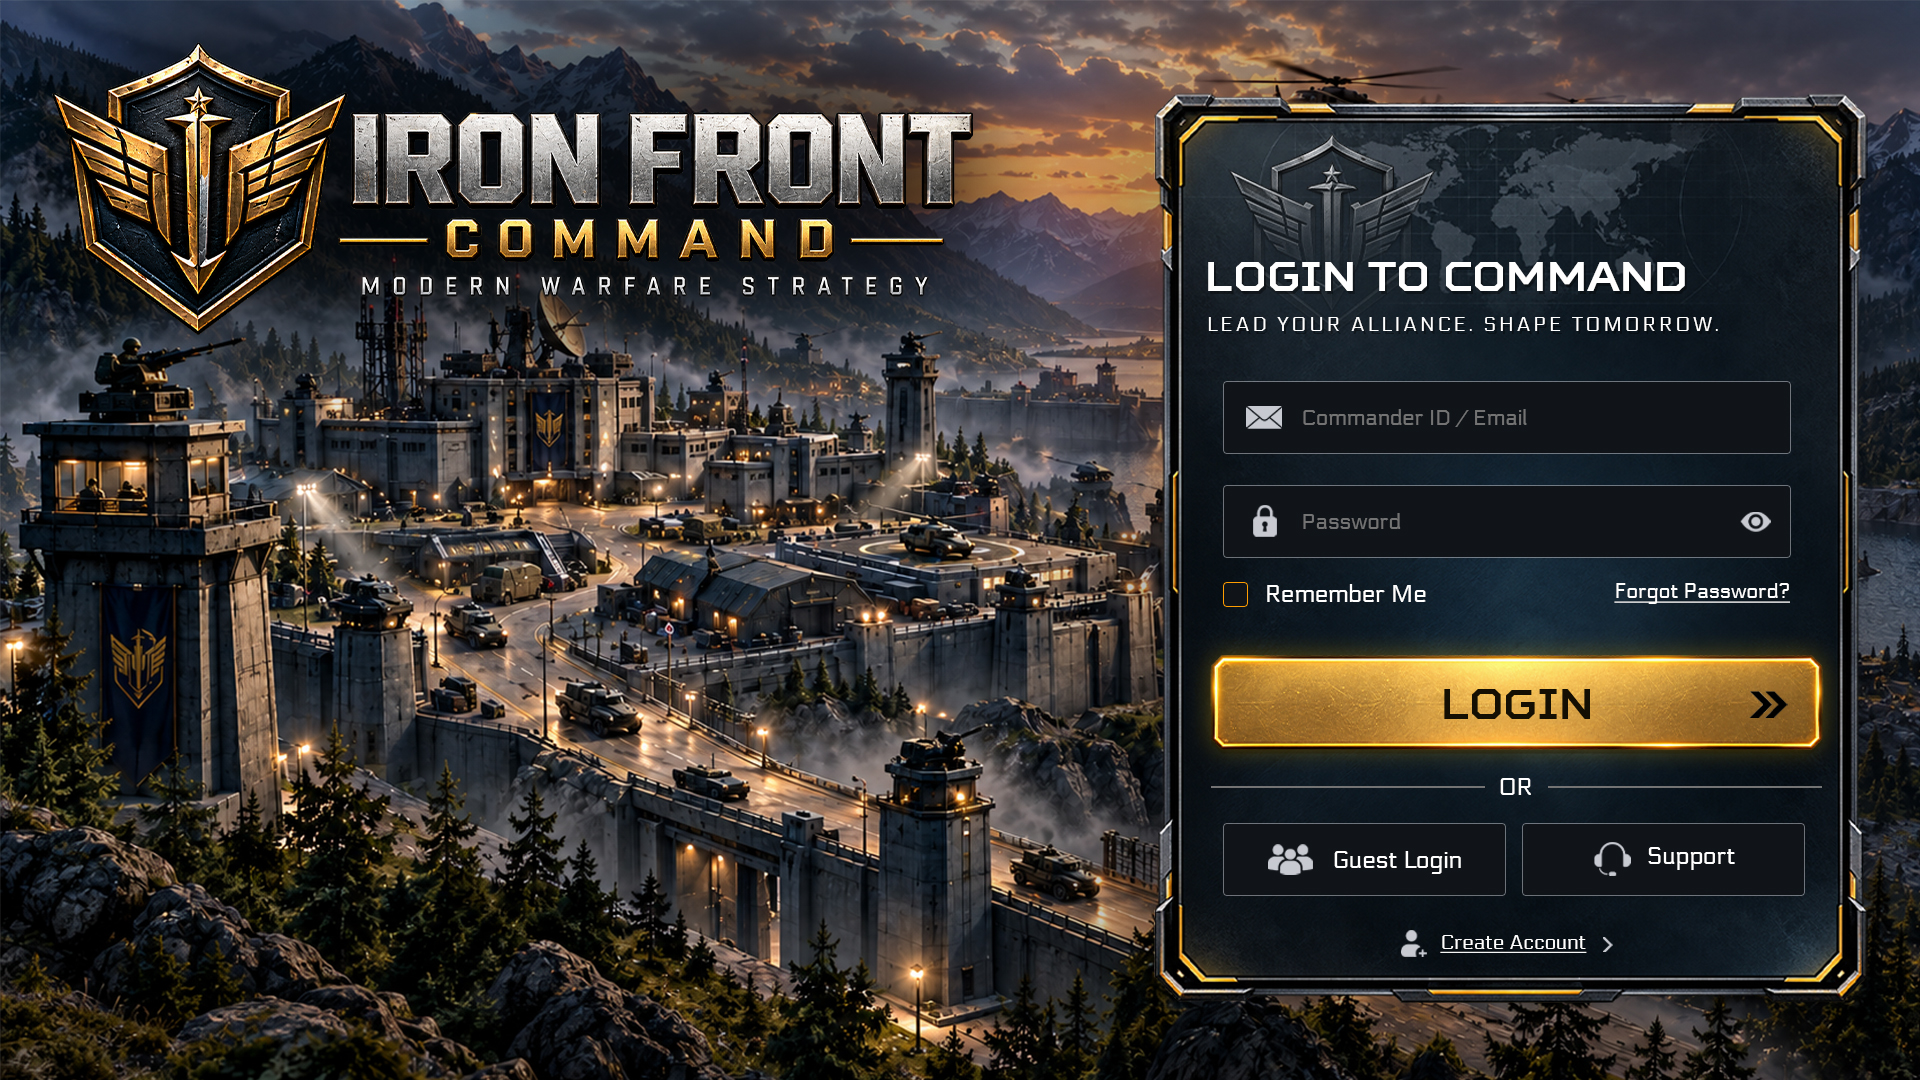 IRON FRONT
COMMAND
MODERN WARFARE STRATEGY
LOGIN TO COMMAND
LEAD YOUR ALLIANCE. SHAPE TOMORROW.
Commander ID / Email
Password
Remember Me
Forgot Password?
LOGIN
OR
Guest Login
Support
Create Account